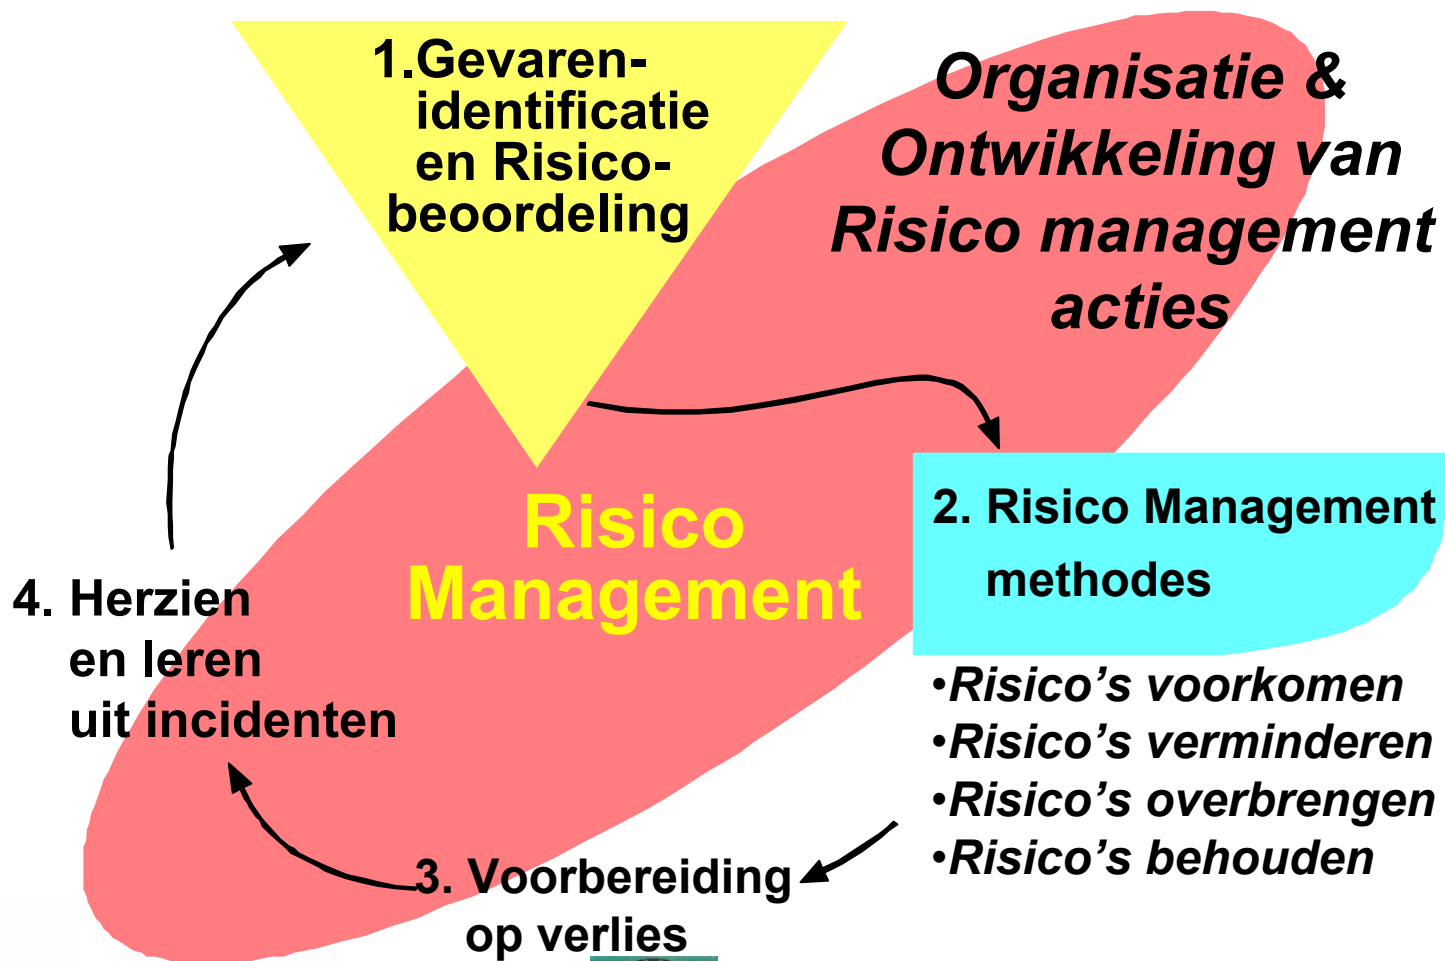 1.Gevaren-
identificatie
en Risico-
beoordeling
Organisatie &
Ontwikkeling van
Risico management
acties
Risico
Management
2. Risico Management
methodes
•Risico’s voorkomen
•Risico’s verminderen
•Risico’s overbrengen
•Risico’s behouden
3. Voorbereiding
op verlies
4. Herzien
en leren
uit incidenten